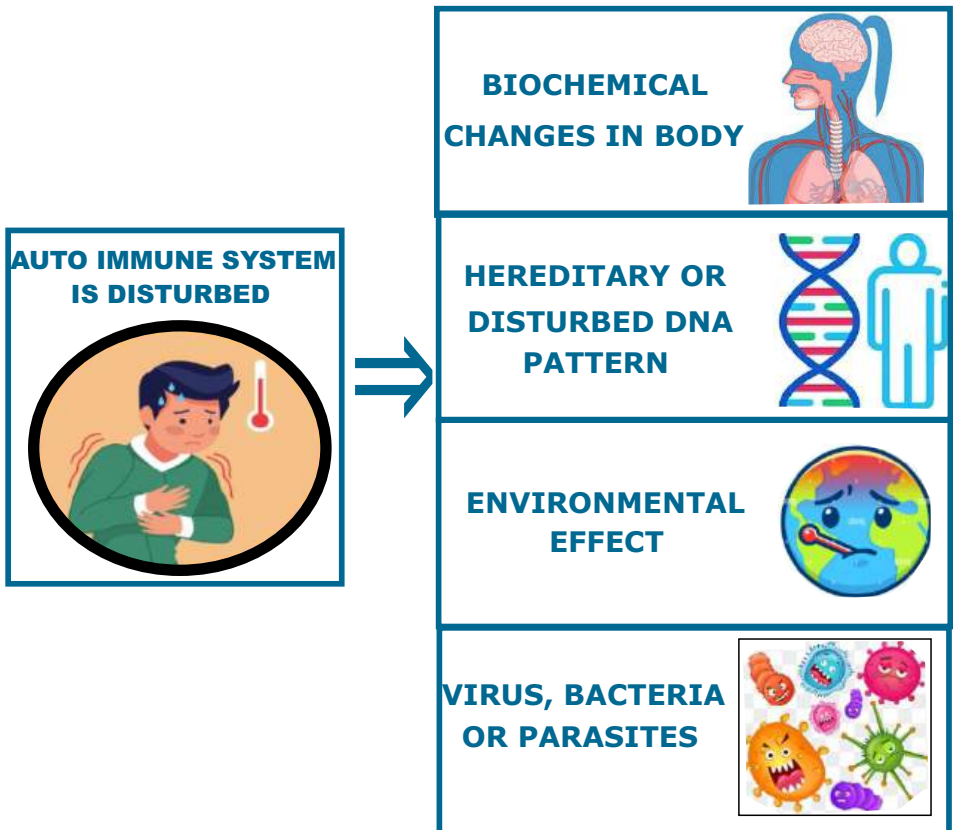 AUTO IMMUNE SYSTEM
IS DISTURBED
BIOCHEMICAL
CHANGES IN BODY
HEREDITARY OR
DISTURBED DNA
PATTERN
ENVIRONMENTAL
EFFECT
VIRUS, BACTERIA
OR PARASITES